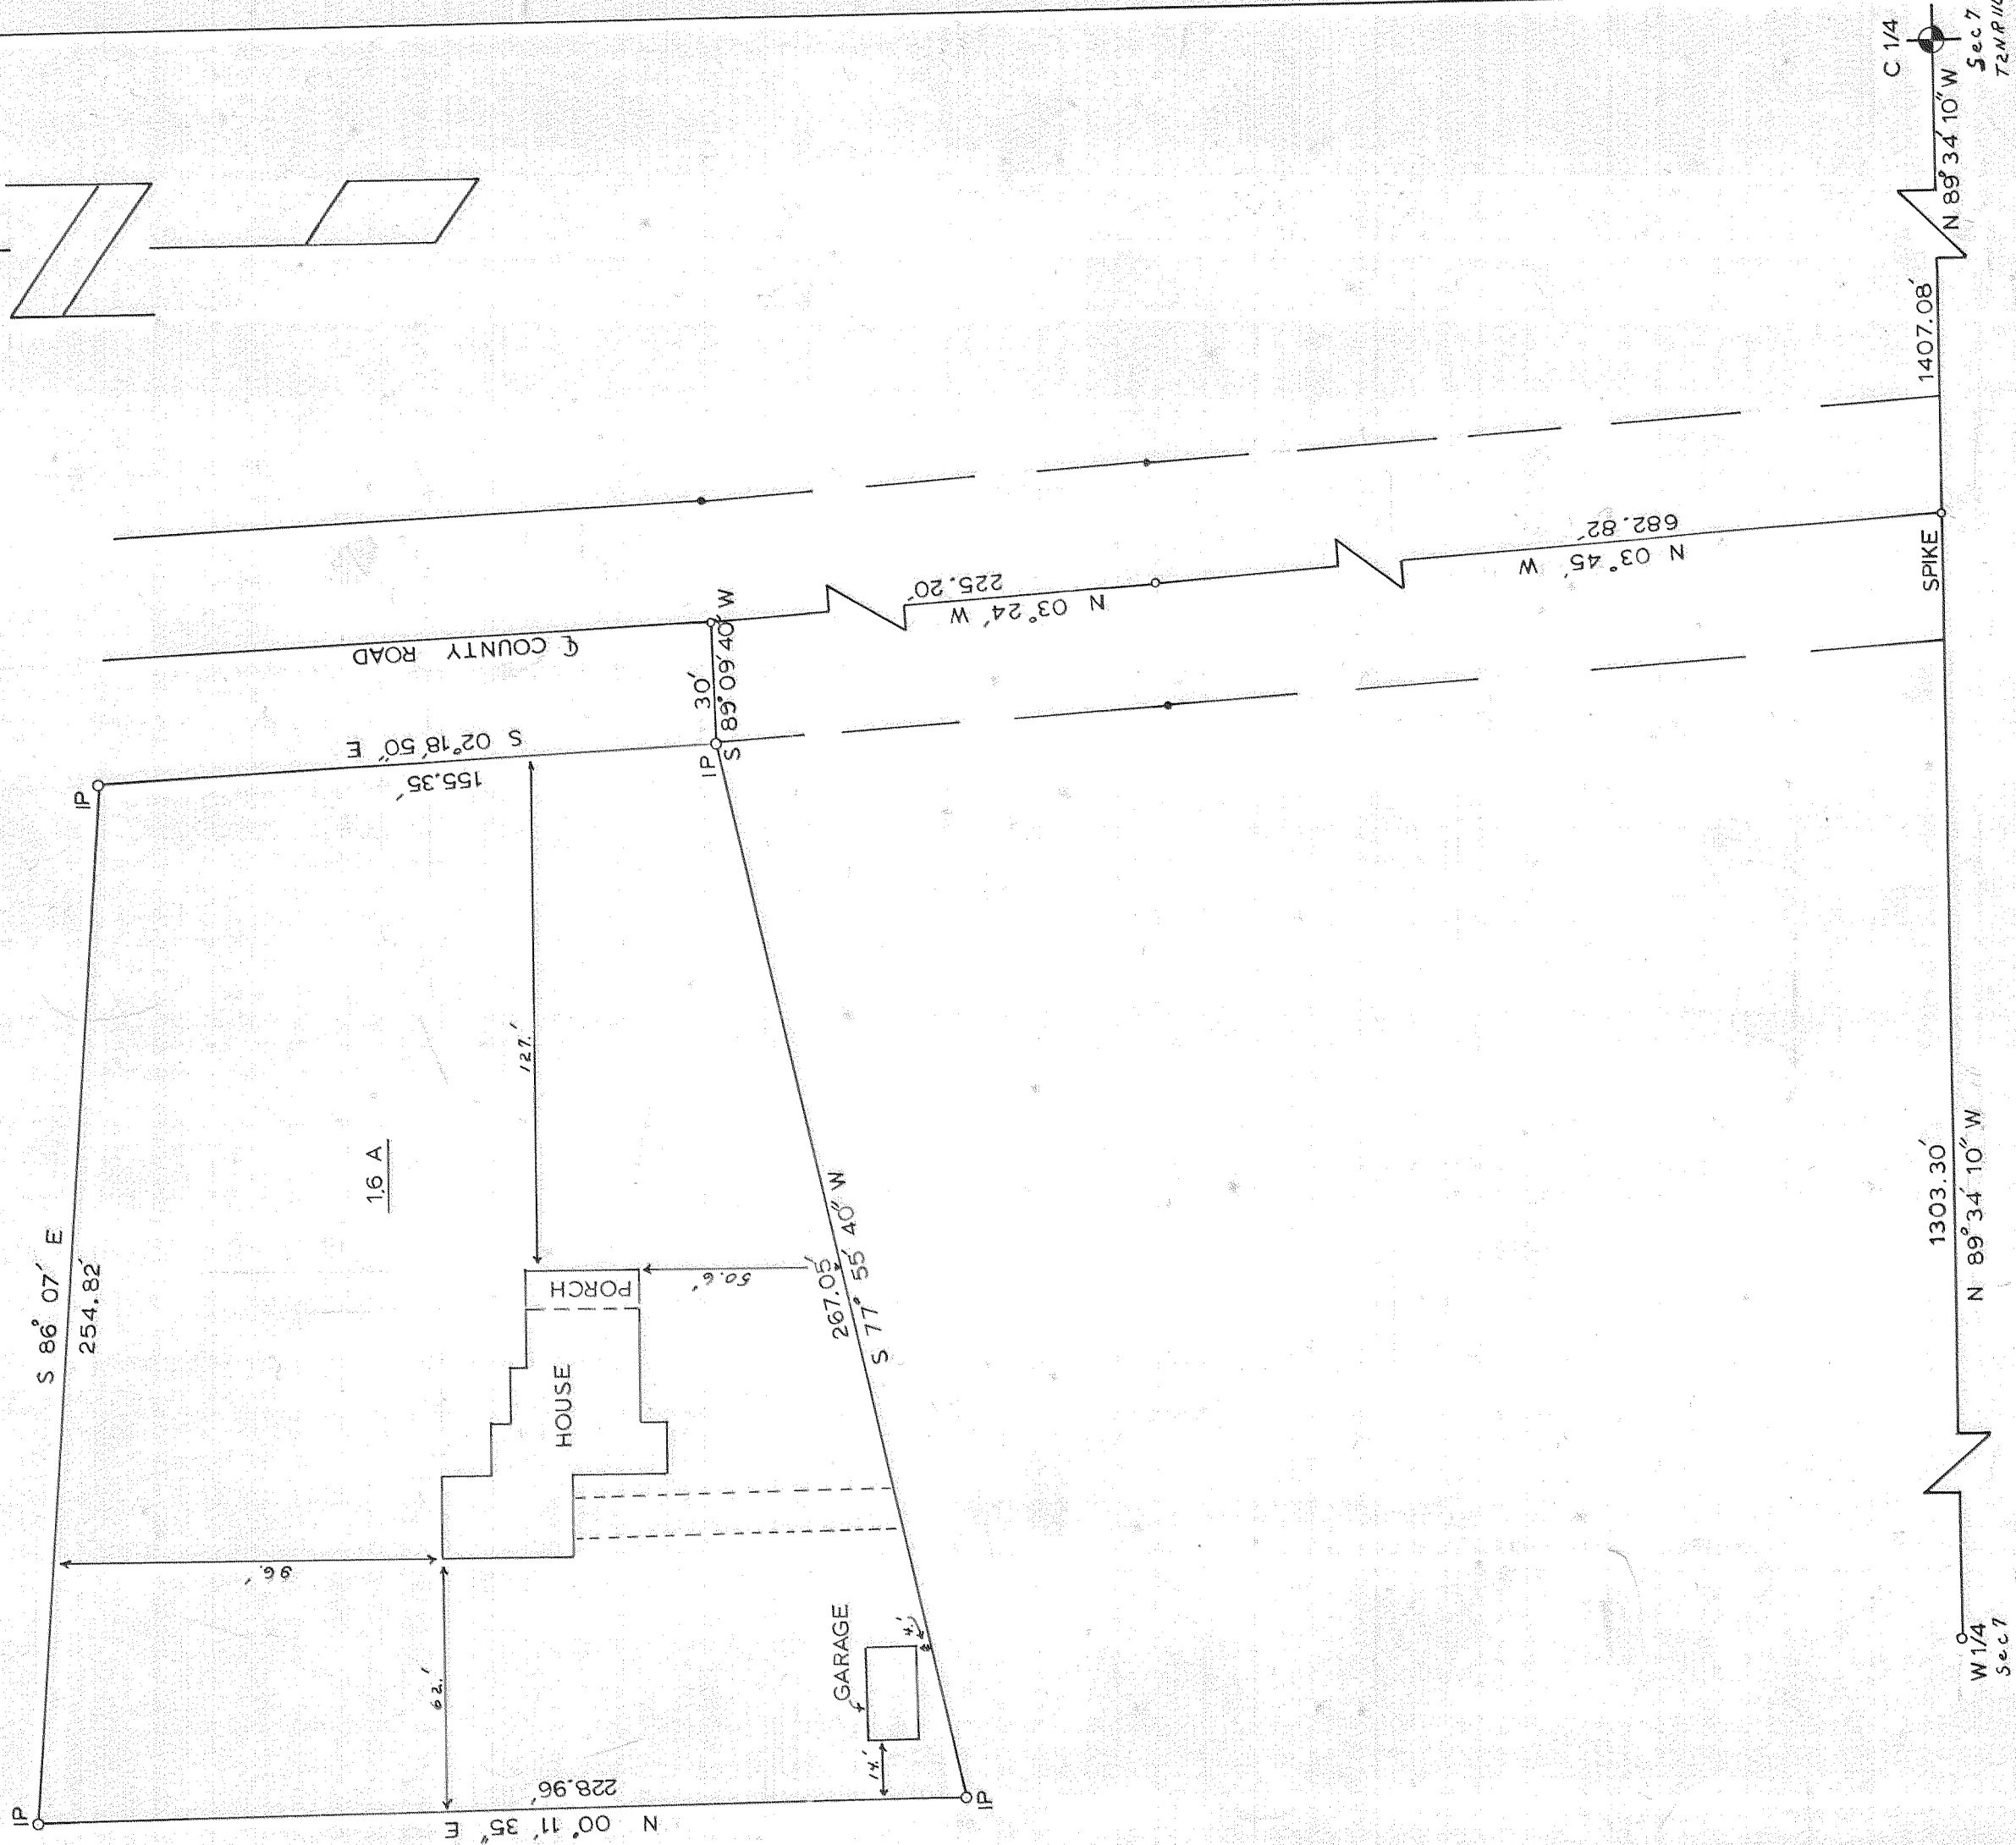 C 1/4
Sec 7
N 89° 34' 10" W
1407.08'
SPIKE
682.82'
N 03° 45' W
225.20'
N 03° 24' W
℄ COUNTY ROAD
30'
S 89° 09' 40" W
IP
S 02° 18' 50" E
155.35'
IP
S 86° 07' E
254.82'
1.6 A
127.'
PORCH
HOUSE
50.6'
267.05'
S 77° 55' 40" W
96.'
62.'
GARAGE
4.'
14.'
228.96'
N 00° 11' 35" E
IP
IP
1303.30'
N 89° 34' 10" W
W 1/4
Sec 7